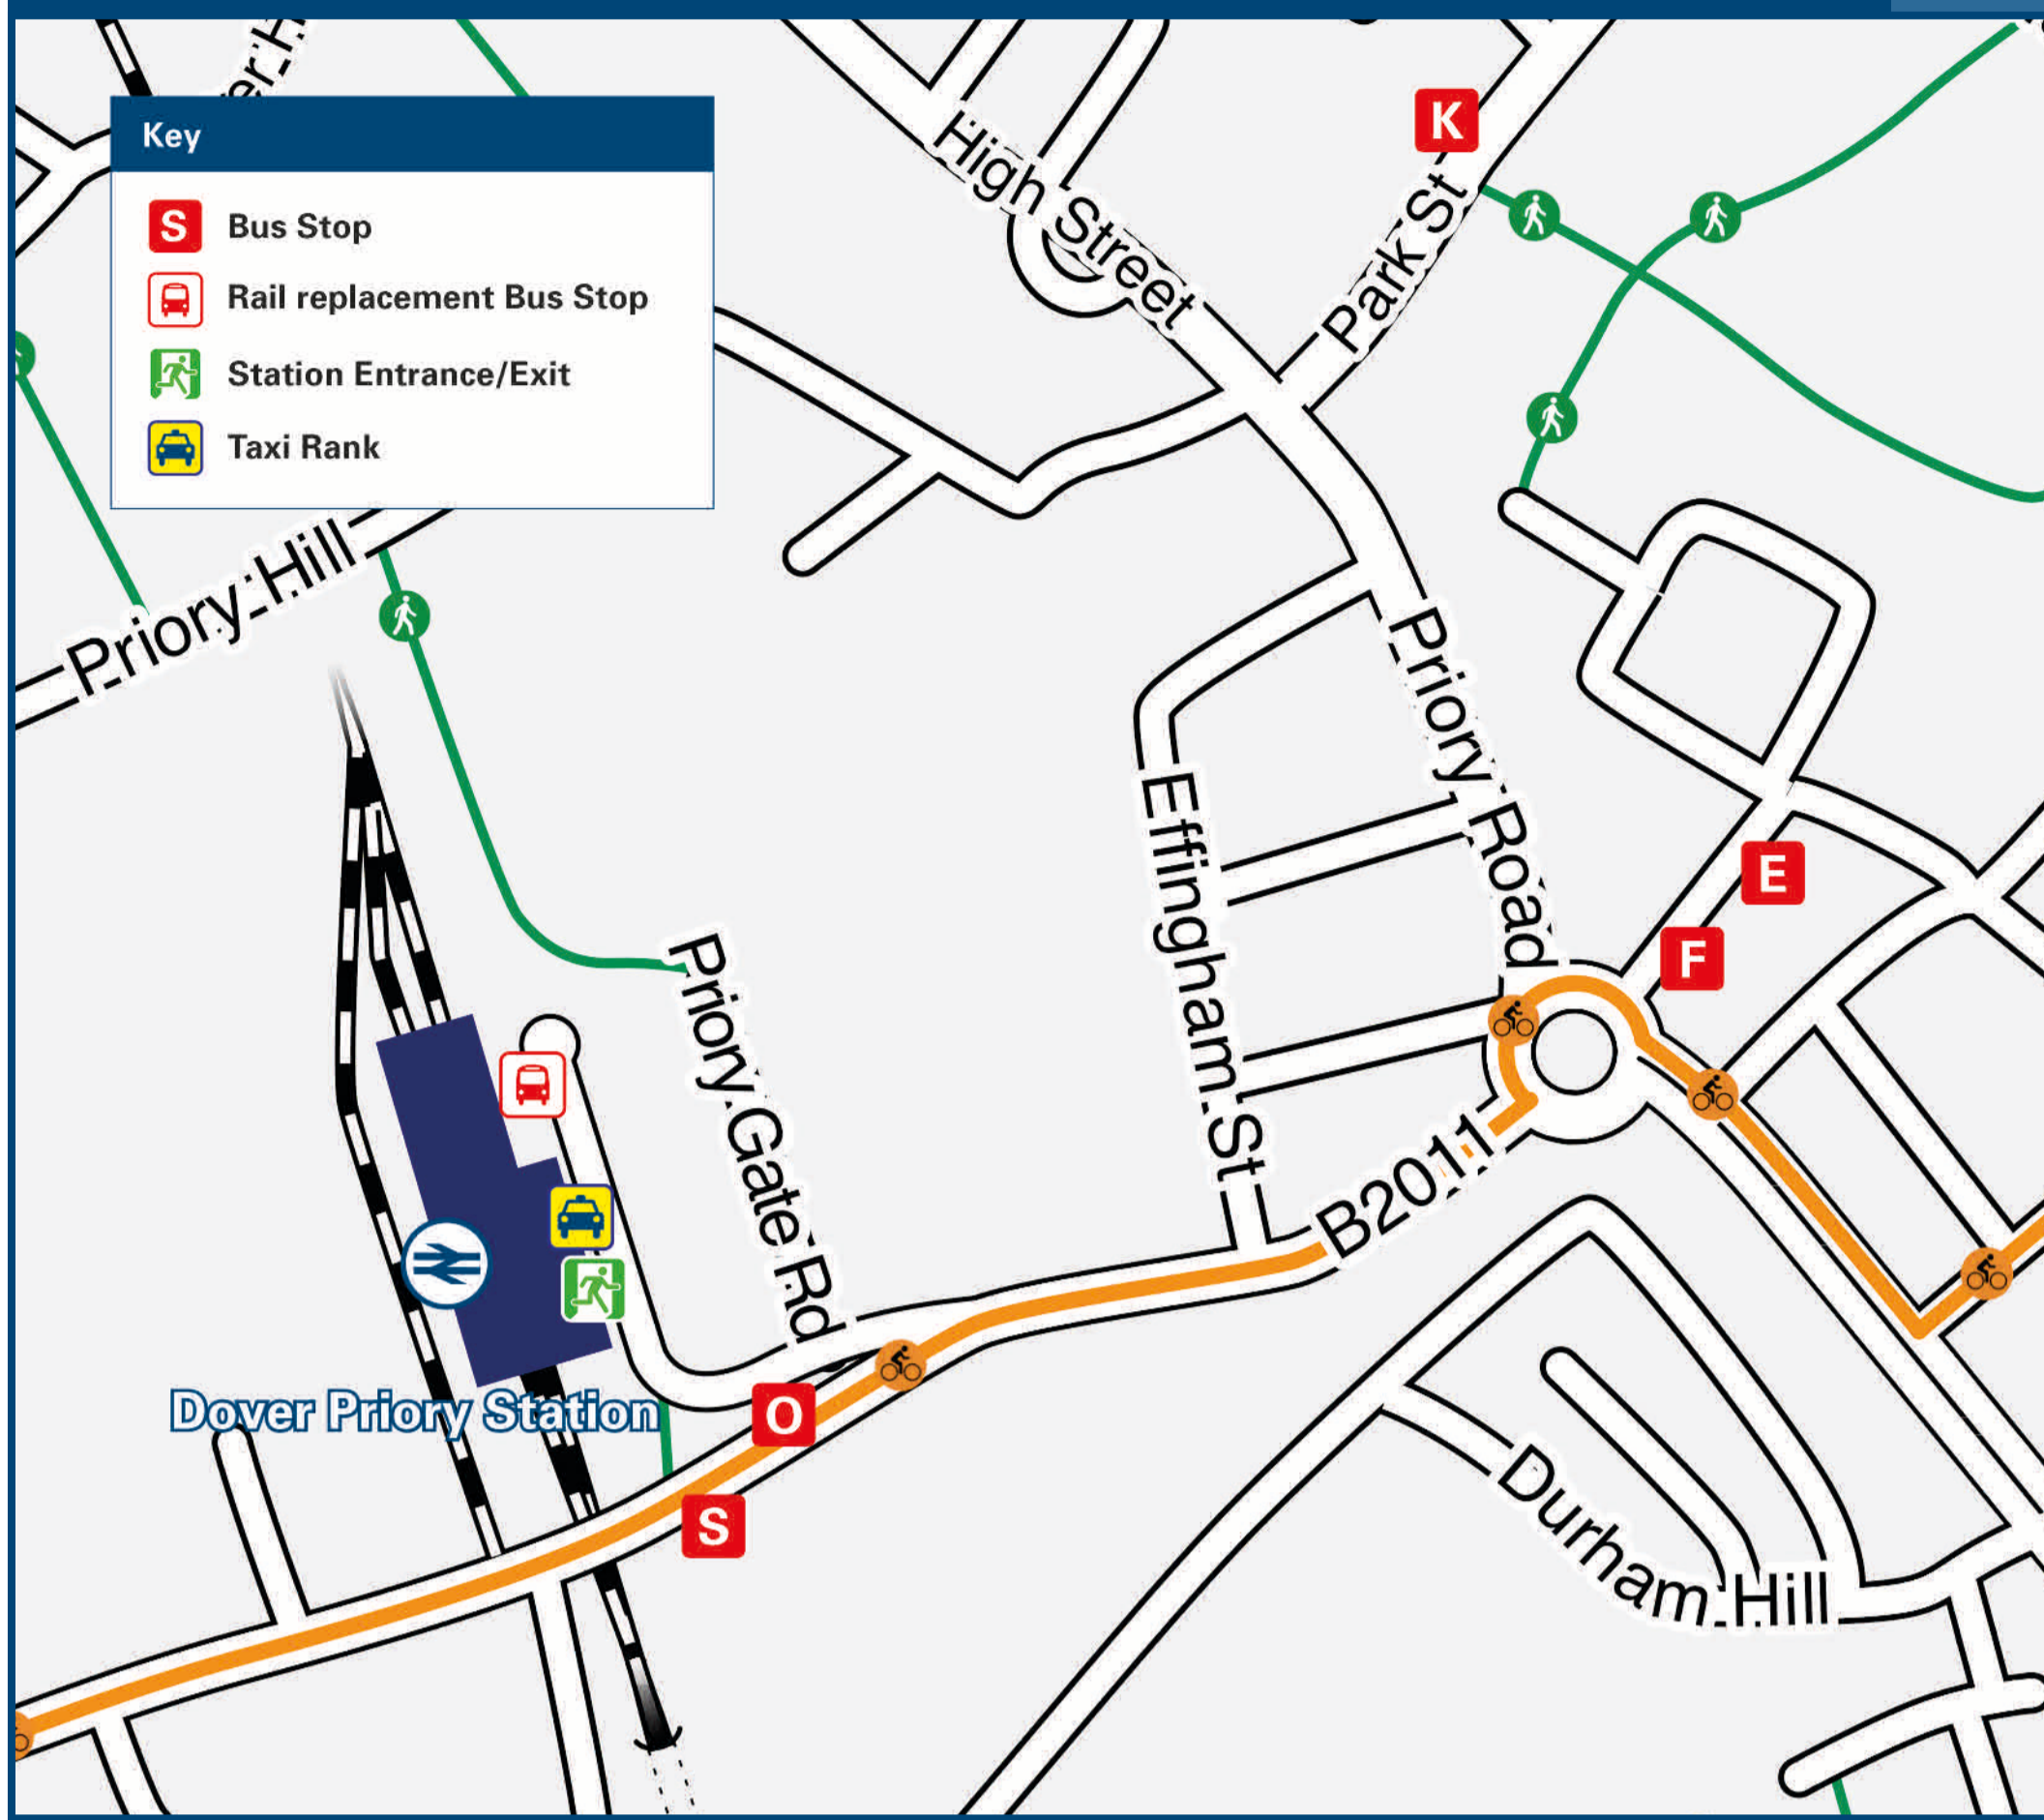 Key
S Bus Stop
Rail replacement Bus Stop
Station Entrance/Exit
Taxi Rank
K
High Street
Park St
Priory Hill
Priory Road
Effingham St
E
F
Priory Gate Rd
B2011
Dover Priory Station
O
S
Durham Hill